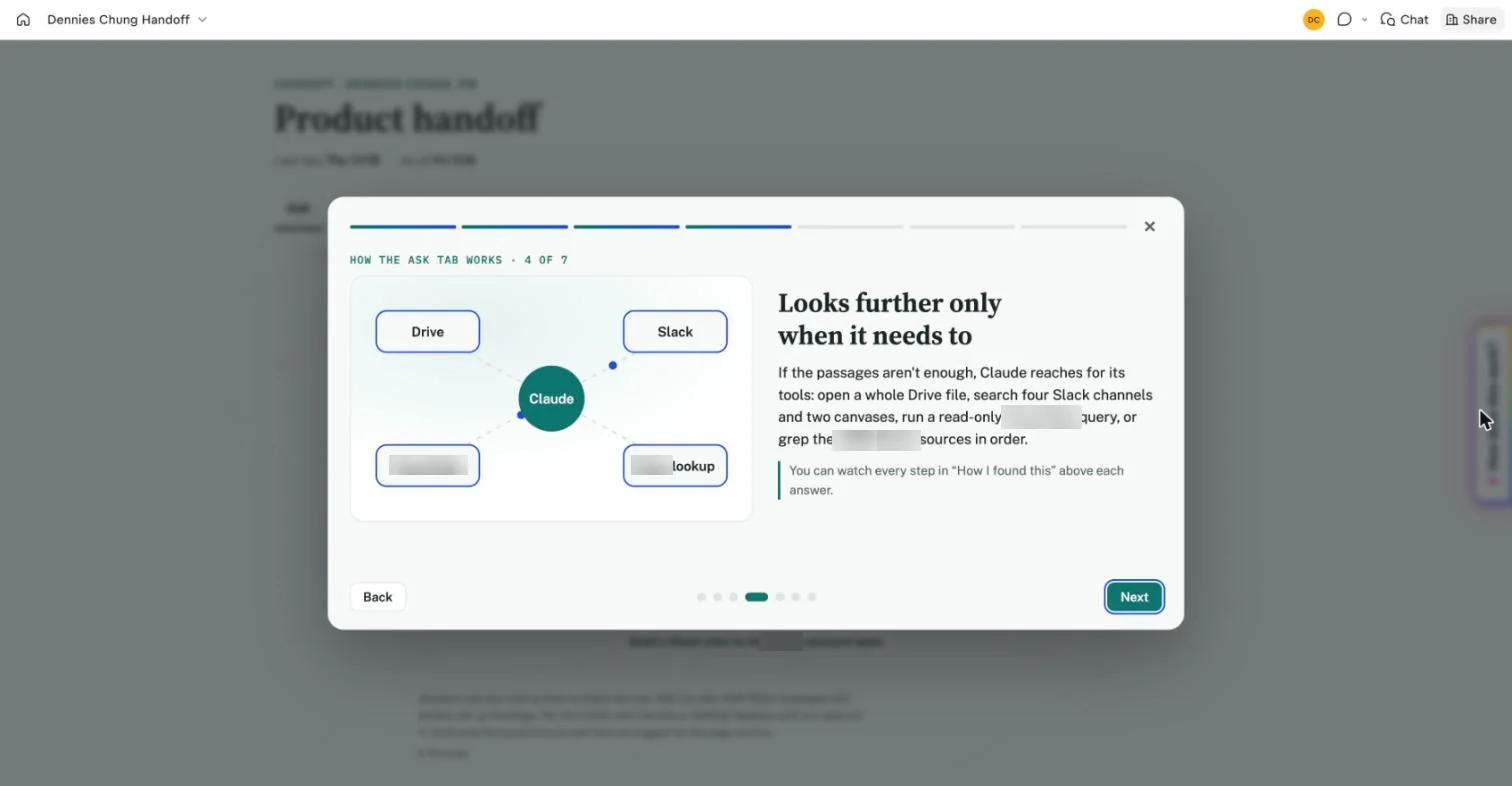 Dennies Chung Handoff
DC
Chat
Share
Product handoff
Ask
HOW THE ASK TAB WORKS · 4 OF 7
Drive
Slack
Claude
lookup
Looks further only
when it needs to
If the passages aren't enough, Claude reaches for its
tools: open a whole Drive file, search four Slack channels
and two canvases, run a read-only query, or
grep the sources in order.
You can watch every step in “How I found this” above each
answer.
Back
Next